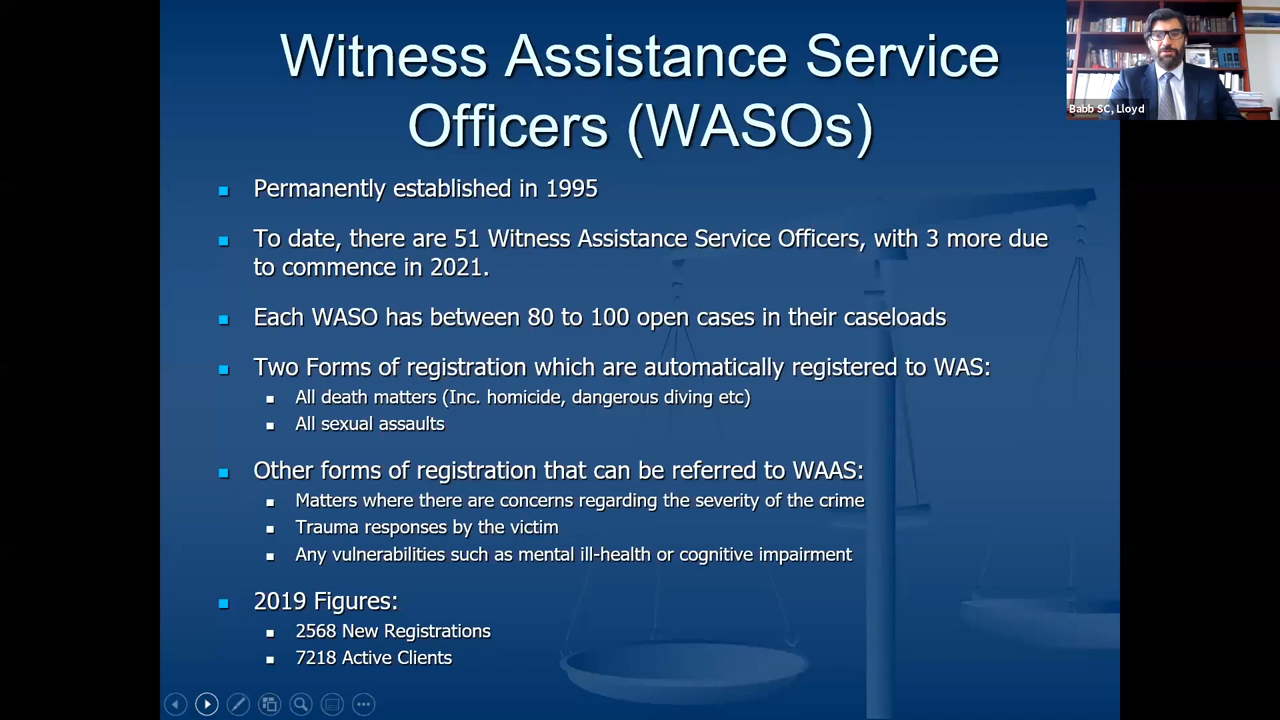 Witness Assistance Service
Officers (WASOs)
Permanently established in 1995
To date, there are 51 Witness Assistance Service Officers, with 3 more due
to commence in 2021.
Each WASO has between 80 to 100 open cases in their caseloads
Two Forms of registration which are automatically registered to WAS:
All death matters (Inc. homicide, dangerous diving etc)
All sexual assaults
Other forms of registration that can be referred to WAAS:
Matters where there are concerns regarding the severity of the crime
Trauma responses by the victim
Any vulnerabilities such as mental ill-health or cognitive impairment
2019 Figures:
2568 New Registrations
7218 Active Clients
Babb SC, Lloyd